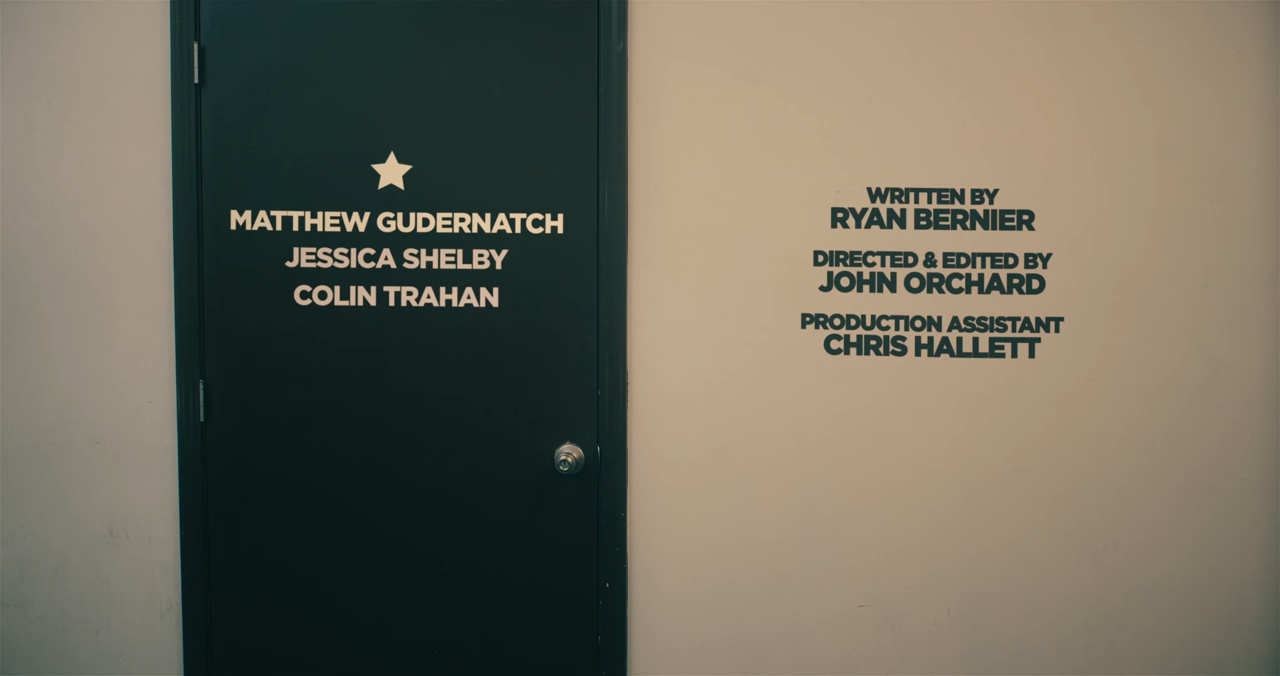 MATTHEW GUDERNATCH
JESSICA SHELBY
COLIN TRAHAN
WRITTEN BY
RYAN BERNIER
DIRECTED & EDITED BY
JOHN ORCHARD
PRODUCTION ASSISTANT
CHRIS HALLETT